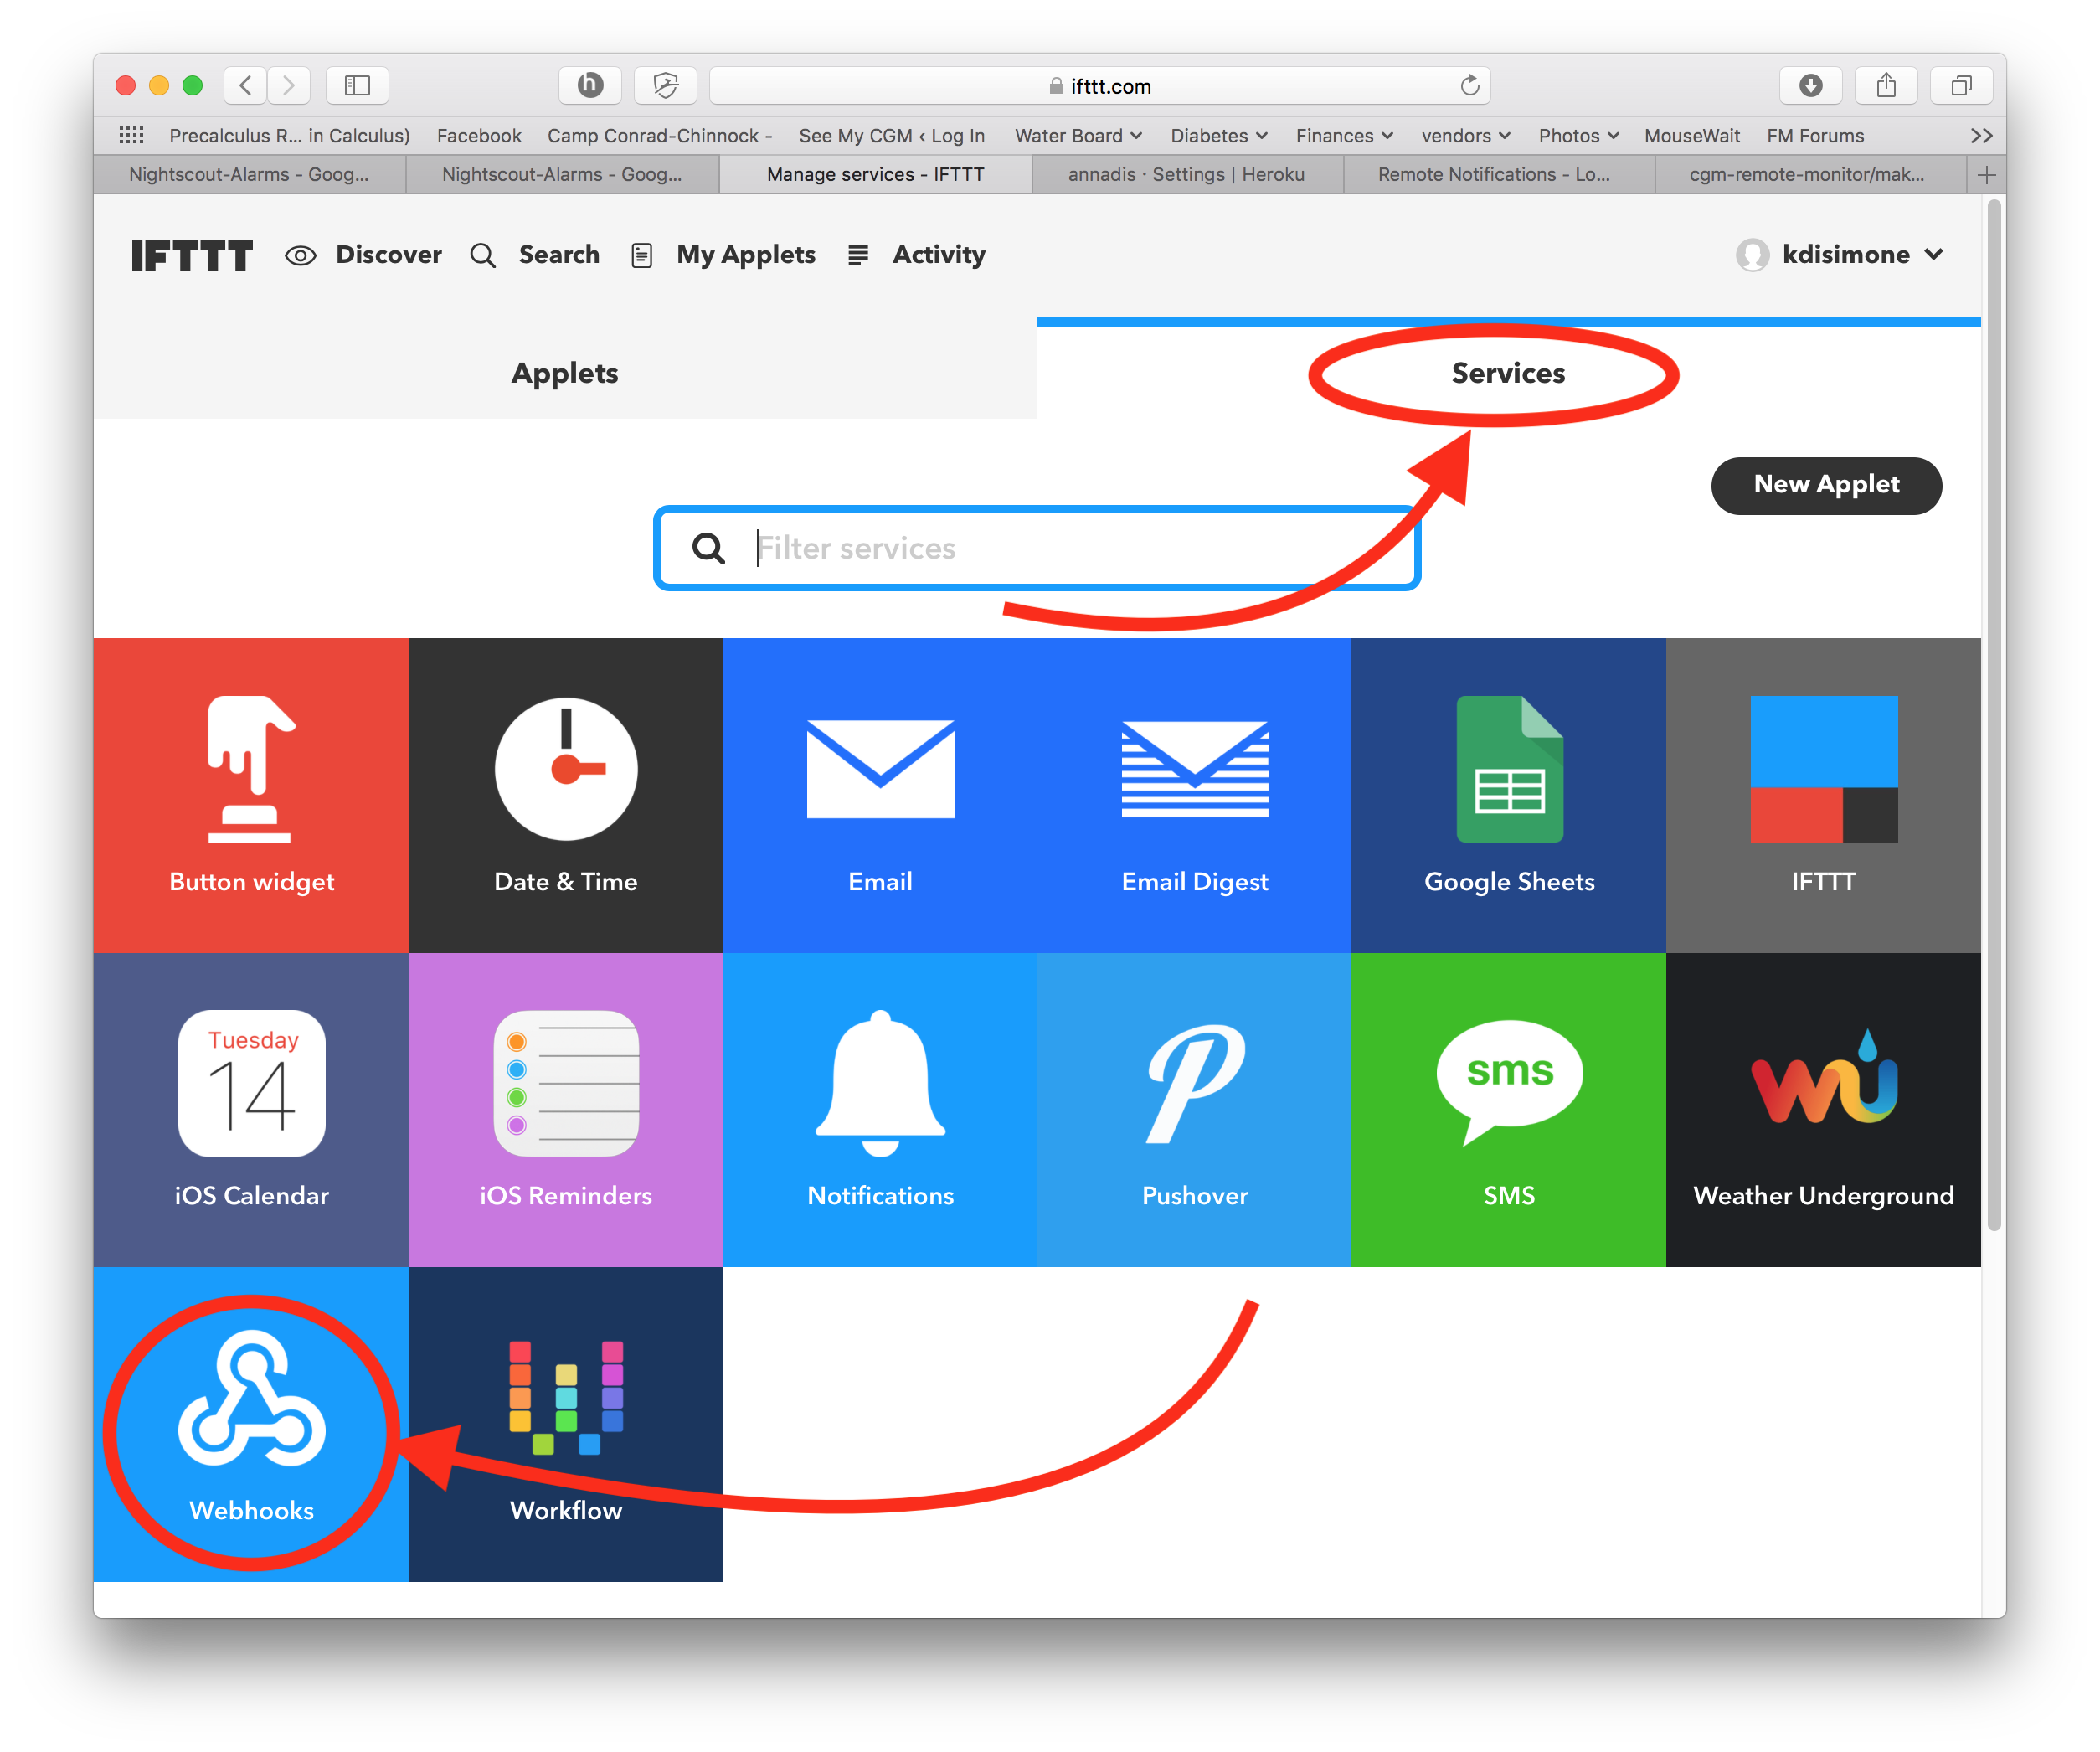 h
ifttt.com
Precalculus R... in Calculus) Facebook Camp Conrad-Chinnock - See My CGM ‹ Log In Water Board Diabetes Finances vendors Photos MouseWait FM Forums
Nightscout-Alarms - Goog... Nightscout-Alarms - Goog... Manage services - IFTTT annadis · Settings | Heroku Remote Notifications - Lo... cgm-remote-monitor/mak...
IFTTT Discover Search My Applets Activity kdisimone
Applets Services
New Applet
Filter services
Button widget Date & Time Email Email Digest Google Sheets IFTTT
Tuesday
14
sms
wu
iOS Calendar iOS Reminders Notifications Pushover SMS Weather Underground
Webhooks Workflow